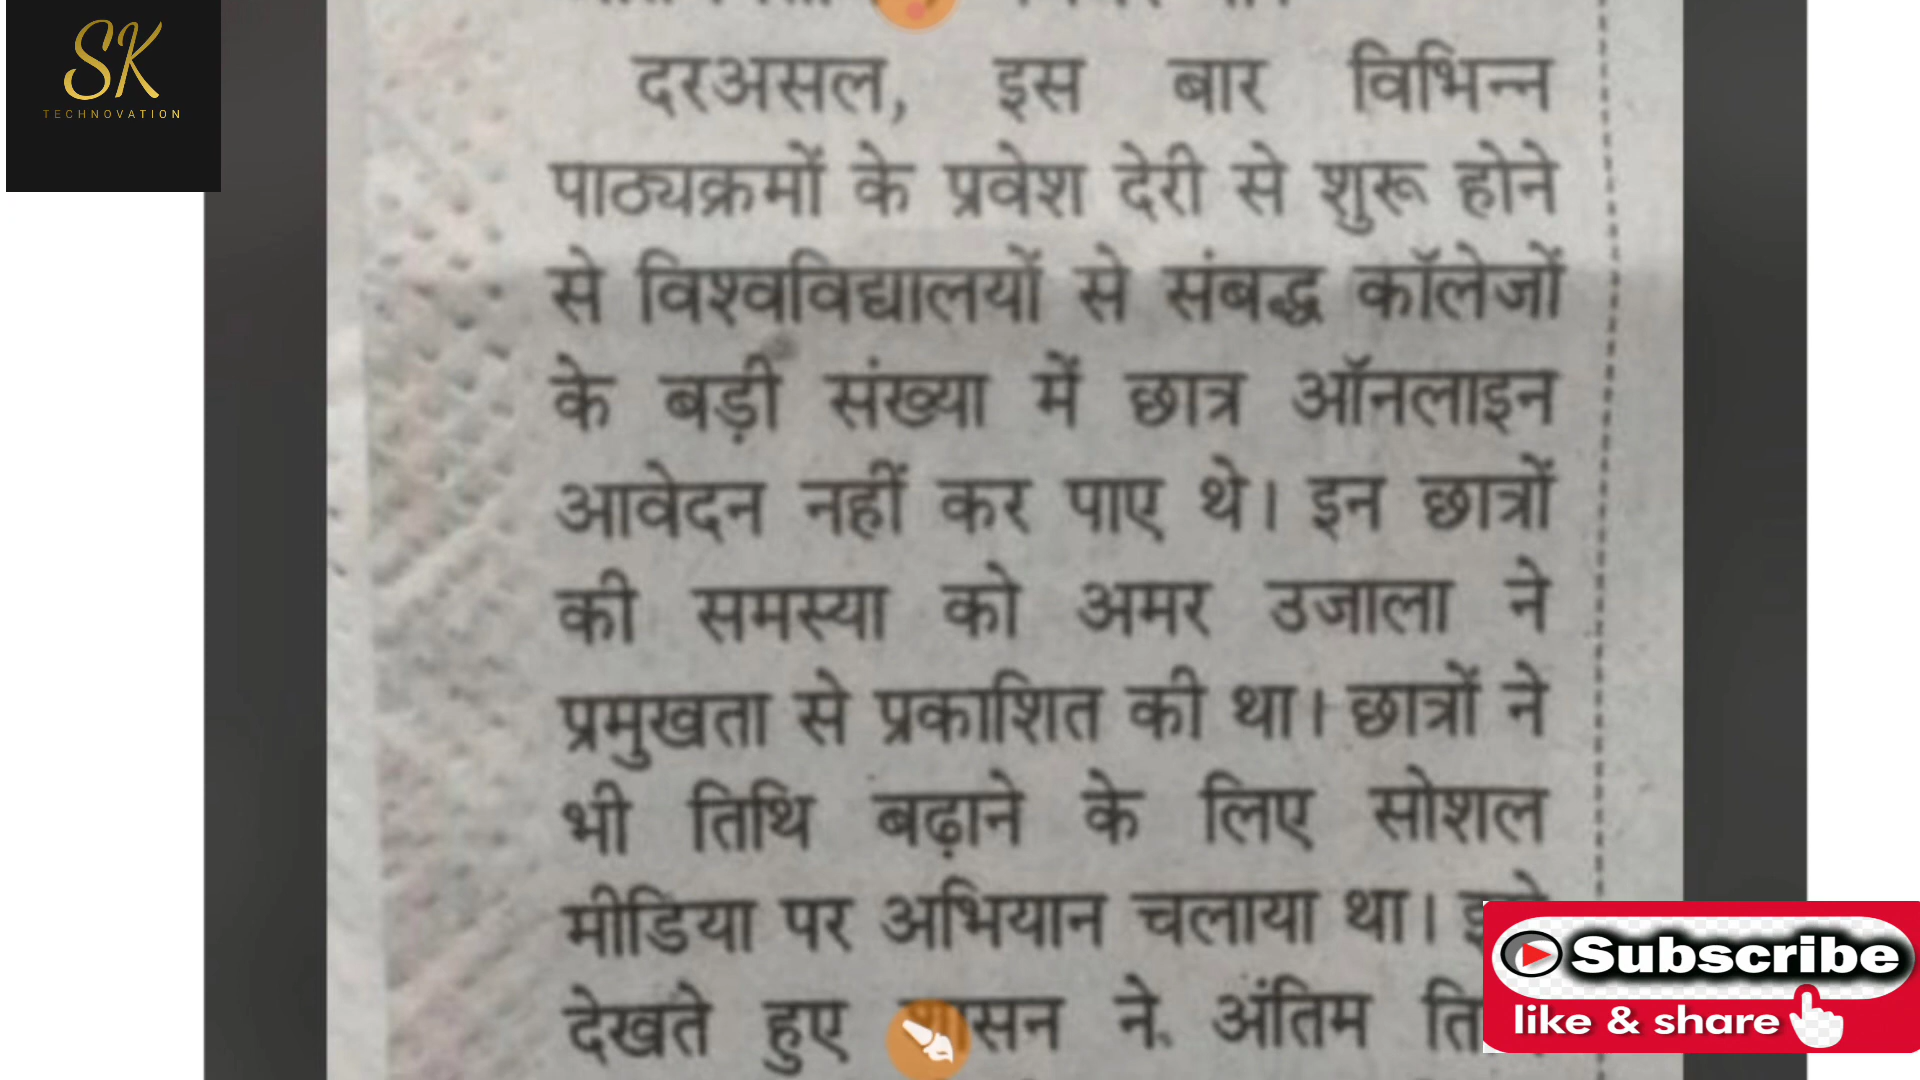 SK
TECHNOVATION
दरअसल, इस बार विभिन्न
पाठ्यक्रमों के प्रवेश देरी से शुरू होने
से विश्वविद्यालयों से संबद्ध कॉलेजों
के बड़ी संख्या में छात्र ऑनलाइन
आवेदन नहीं कर पाए थे। इन छात्रों
की समस्या को अमर उजाला ने
प्रमुखता से प्रकाशित की था। छात्रों ने
भी तिथि बढ़ाने के लिए सोशल
मीडिया पर अभियान चलाया था।
देखते हुए ने अंतिम
Subscribe
like & share